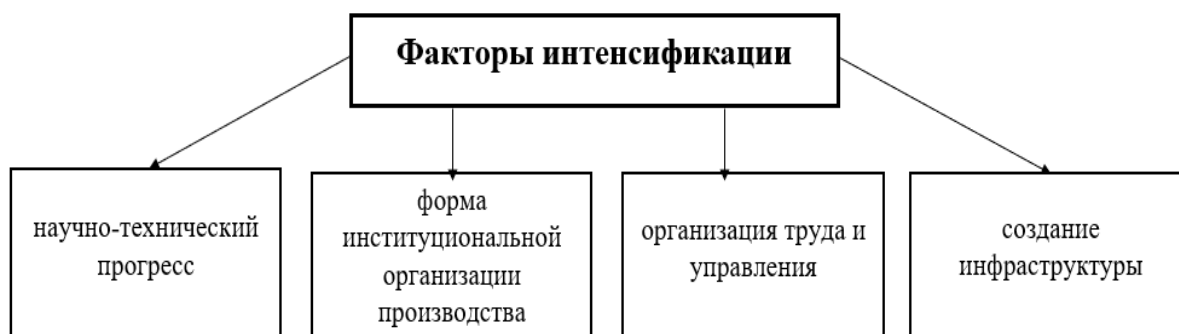 Факторы интенсификации
научно-технический
прогресс
форма
институциональной
организации
производства
организация труда и
управления
создание
инфраструктуры